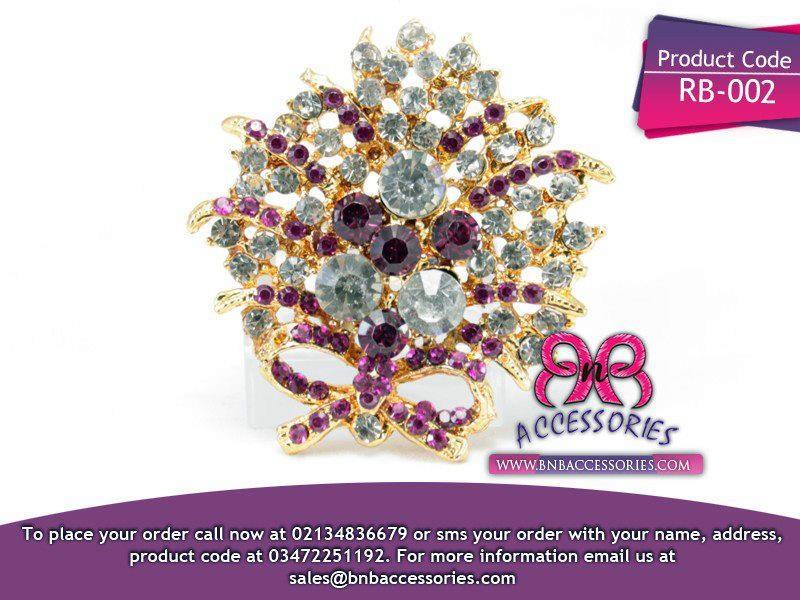 Product Code
RB-002
BnB
ACCESSORIES
WWW.BNBACCESSORIES.COM
To place your order call now at 02134836679 or sms your order with your name, address,
product code at 03472251192. For more information email us at
sales@bnbaccessories.com